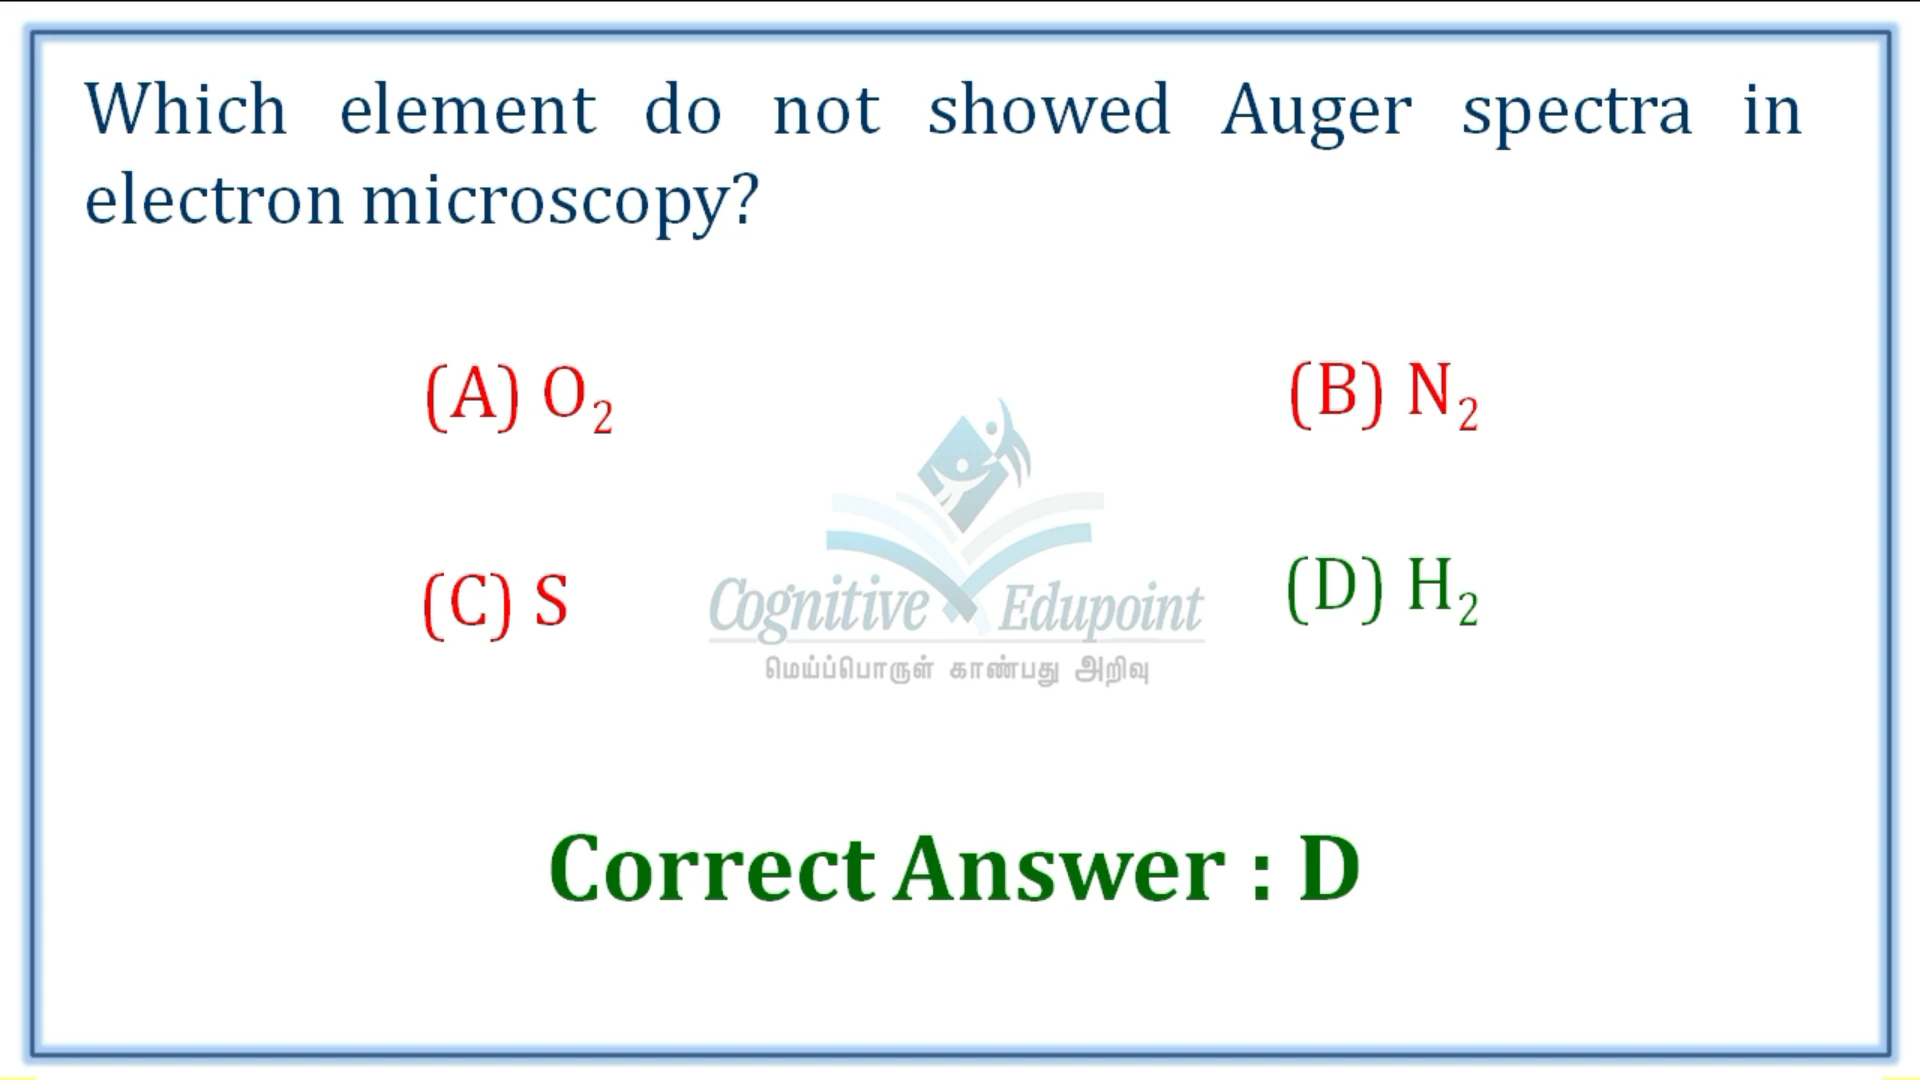 Which element do not showed Auger spectra in
electron microscopy?
(A) O₂
(B) N₂
(C) S
(D) H₂
Cognitive Edupoint
மெய்ப்பொருள் காண்பது அறிவு
Correct Answer : D